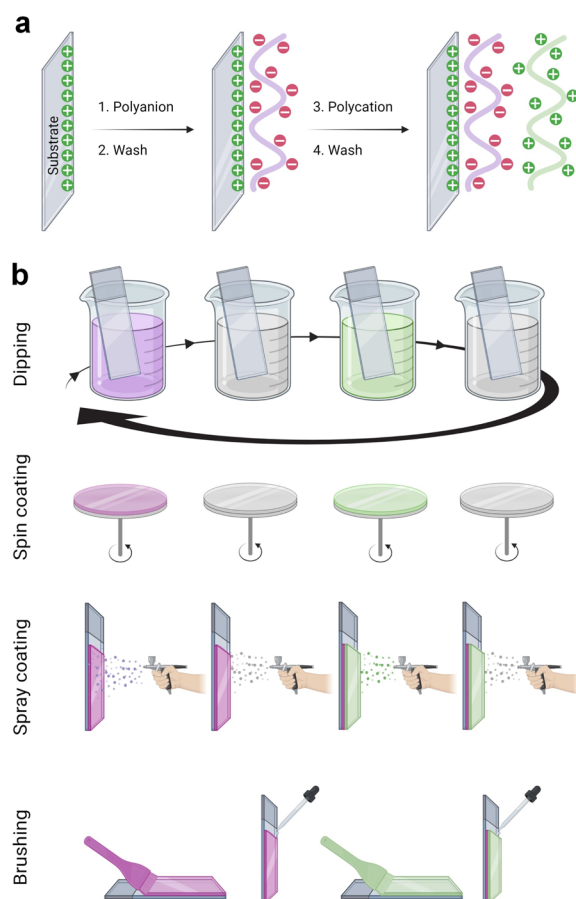 a
Substrate
1. Polyanion
2. Wash
3. Polycation
4. Wash
b
Dipping
Spin coating
Spray coating
Brushing